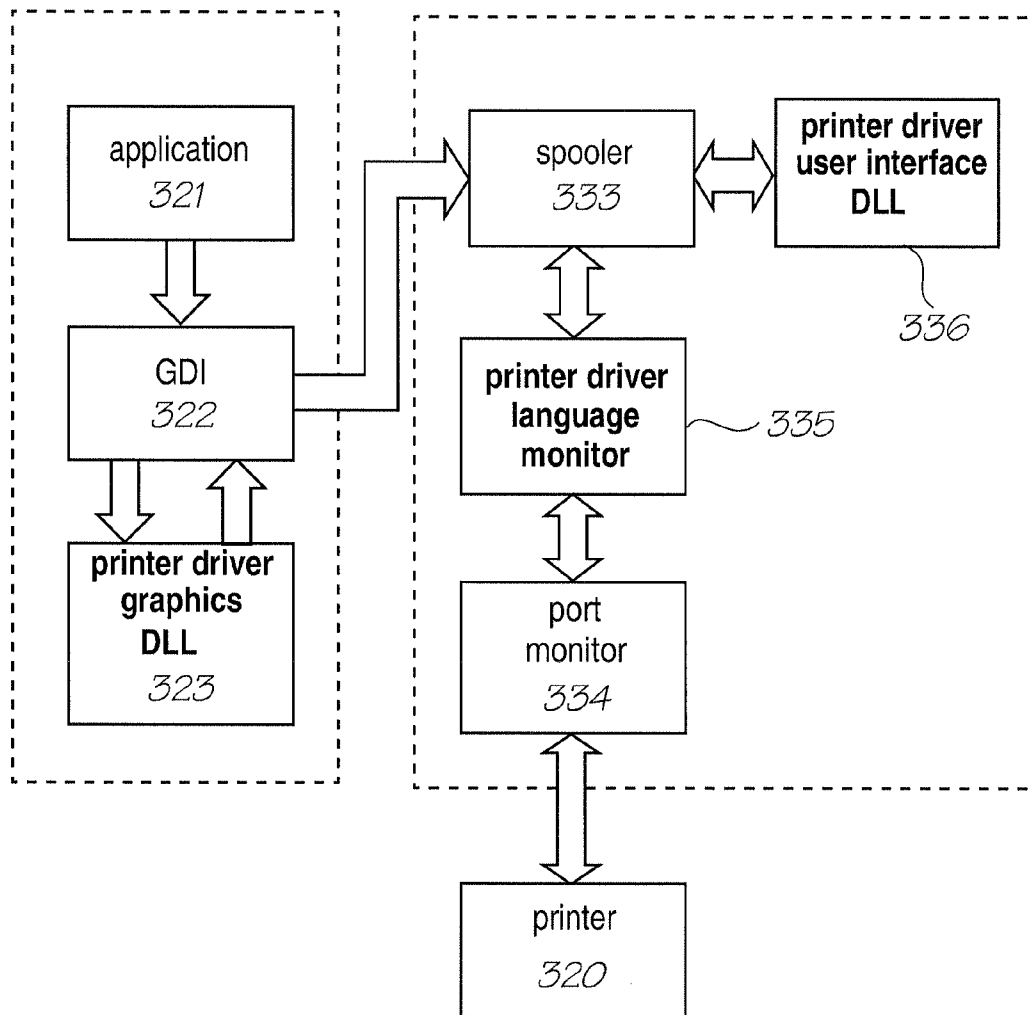 application
321
GDI
322
printer driver
graphics
DLL
323
spooler
333
printer driver
user interface
DLL
336
printer driver
language
monitor
335
port
monitor
334
printer
320